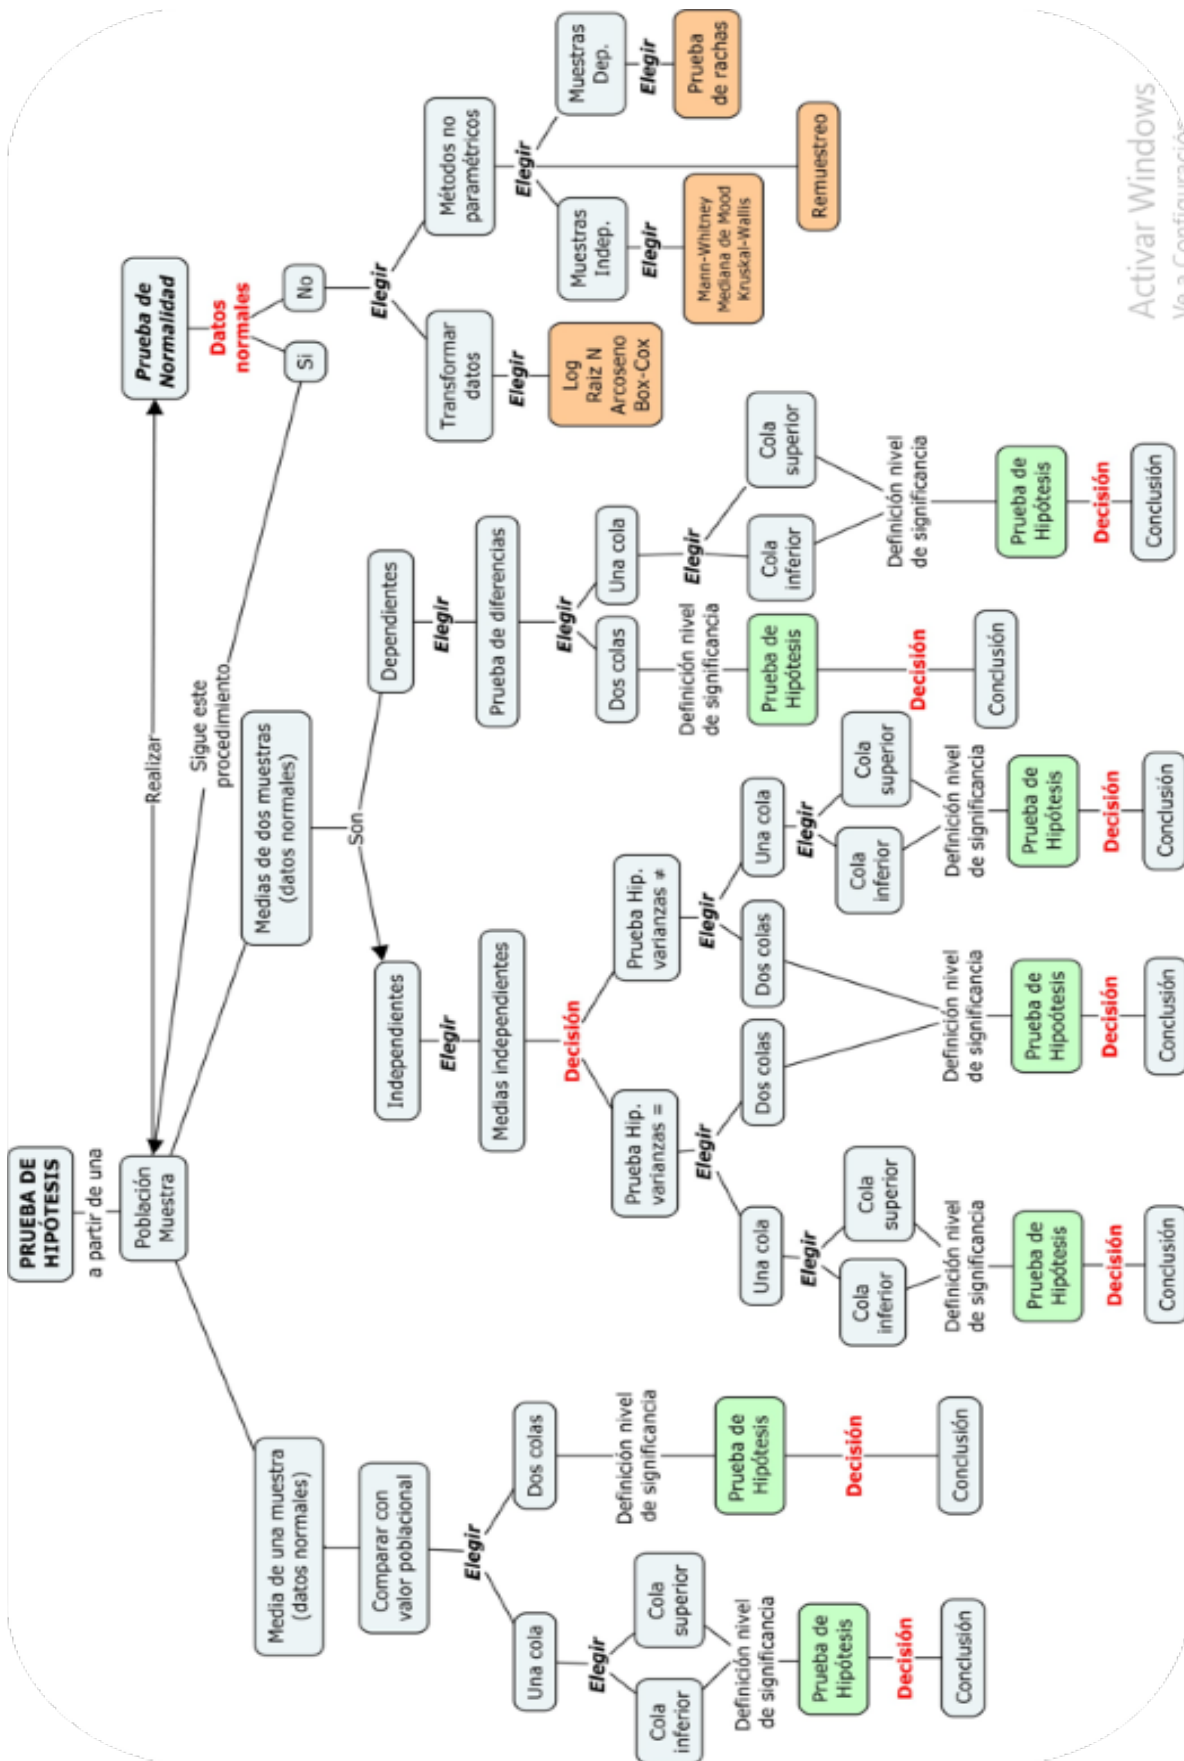 PRUEBA DE
HIPÓTESIS
a partir de una
Población
Muestra
Realizar
Prueba de
Normalidad
Datos
normales
Si
No
Sigue este
procedimiento
Elegir
Transformar
datos
Elegir
Log
Raiz N
Arcoseno
Box-Cox
Métodos no
paramétricos
Elegir
Muestras
Indep.
Elegir
Mann-Whitney
Mediana de Mood
Kruskal-Wallis
Remuestreo
Muestras
Dep.
Elegir
Prueba
de rachas
Media de una muestra
(datos normales)
Comparar con
valor poblacional
Elegir
Una cola
Elegir
Cola
inferior
Cola
superior
Definición nivel
de significancia
Prueba de
Hipótesis
Decisión
Conclusión
Dos colas
Definición nivel
de significancia
Prueba de
Hipótesis
Decisión
Conclusión
Medias de dos muestras
(datos normales)
Son
Independientes
Elegir
Medias independientes
Decisión
Prueba Hip.
varianzas =
Elegir
Una cola
Elegir
Cola
inferior
Cola
superior
Definición nivel
de significancia
Prueba de
Hipótesis
Decisión
Conclusión
Dos colas
Prueba Hip.
varianzas ≠
Elegir
Dos colas
Definición nivel
de significancia
Prueba de
Hipoótesis
Decisión
Conclusión
Una cola
Elegir
Cola
inferior
Cola
superior
Definición nivel
de significancia
Prueba de
Hipótesis
Decisión
Conclusión
Dependientes
Elegir
Prueba de diferencias
Elegir
Dos colas
Definición nivel
de significancia
Prueba de
Hipótesis
Decisión
Conclusión
Una cola
Elegir
Cola
inferior
Cola
superior
Definición nivel
de significancia
Prueba de
Hipótesis
Decisión
Conclusión
Activar Windows
Ve a Configuración